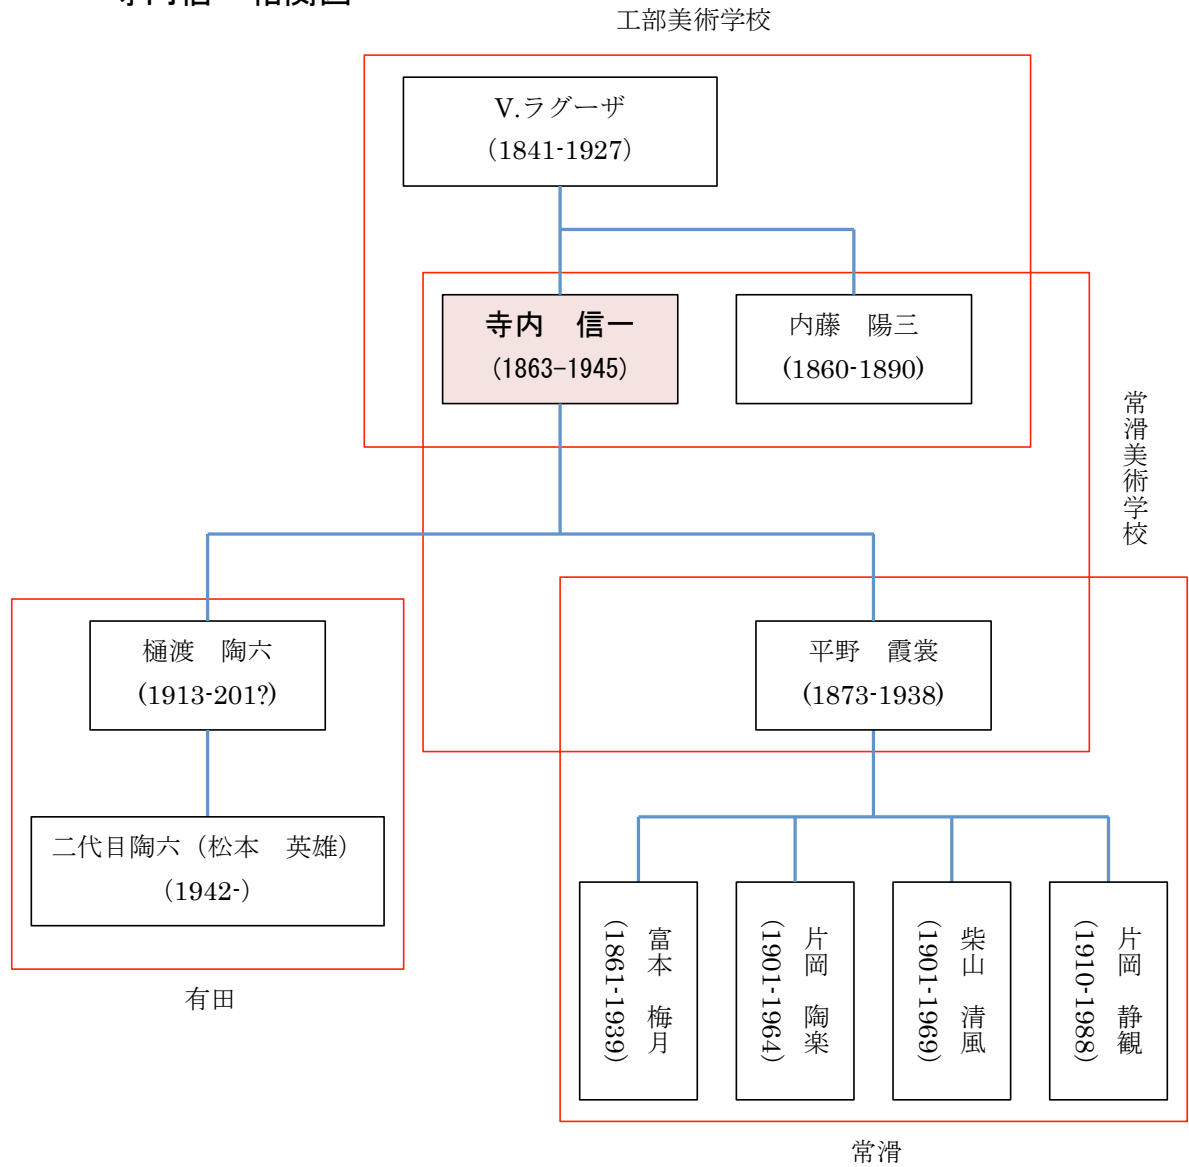 工部美術学校
V.ラグーザ
(1841-1927)
寺内　信一
(1863-1945)
内藤　陽三
(1860-1890)
常滑美術学校
樋渡　陶六
(1913-201?)
平野　霞裳
(1873-1938)
二代目陶六（松本　英雄）
(1942-)
富本　梅月
(1861-1939)
片岡　陶楽
(1901-1964)
柴山　清風
(1901-1969)
片岡　静観
(1910-1988)
有田
常滑